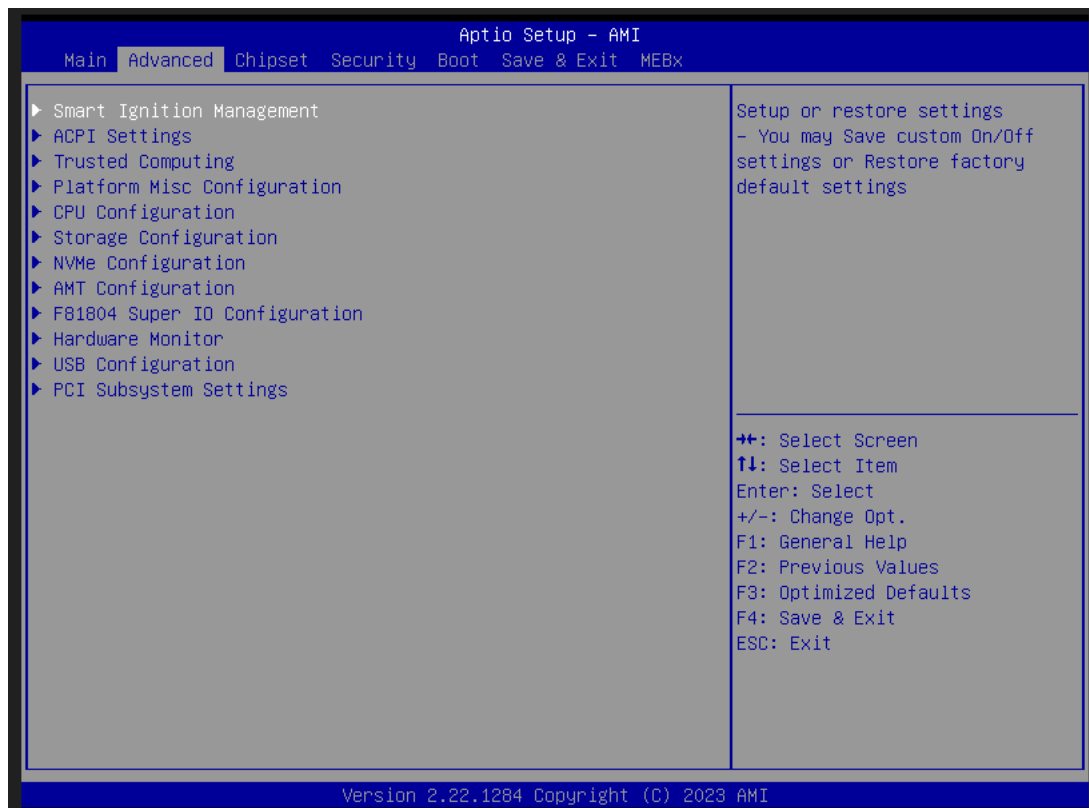 Aptio Setup – AMI
Main Advanced Chipset Security Boot Save & Exit MEBx
Smart Ignition Management
ACPI Settings
Trusted Computing
Platform Misc Configuration
CPU Configuration
Storage Configuration
NVMe Configuration
AMT Configuration
F81804 Super IO Configuration
Hardware Monitor
USB Configuration
PCI Subsystem Settings
Setup or restore settings
– You may Save custom On/Off
settings or Restore factory
default settings
→←: Select Screen
↑↓: Select Item
Enter: Select
+/-: Change Opt.
F1: General Help
F2: Previous Values
F3: Optimized Defaults
F4: Save & Exit
ESC: Exit
Version 2.22.1284 Copyright (C) 2023 AMI